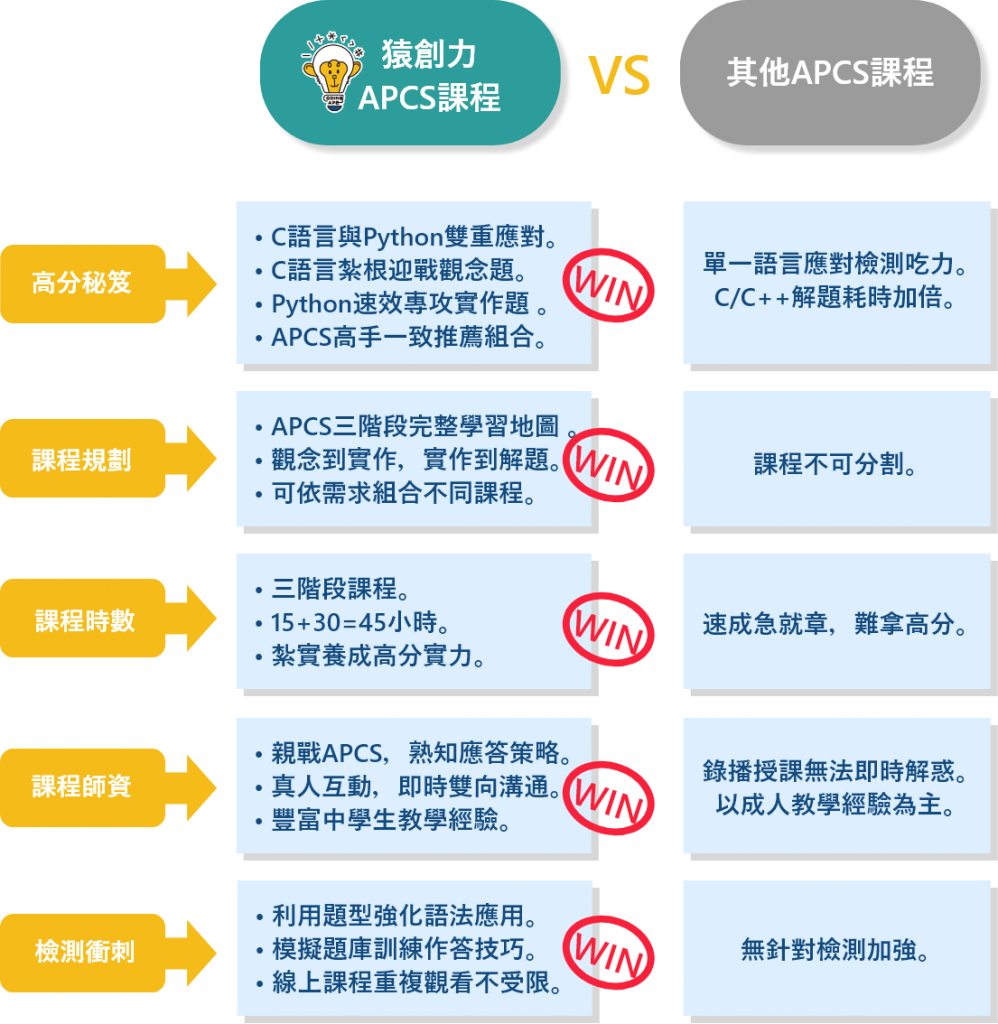 猿創力
APCS課程
CODING
APE
VS
其他APCS課程
高分秘笈
• C語言與Python雙重應對。
• C語言紮根迎戰觀念題。
• Python速效專攻實作題 。
• APCS高手一致推薦組合。
WIN
單一語言應對檢測吃力。
C/C++解題耗時加倍。
課程規劃
• APCS三階段完整學習地圖 。
• 觀念到實作，實作到解題。
• 可依需求組合不同課程。
WIN
課程不可分割。
課程時數
• 三階段課程。
• 15+30=45小時。
• 紮實養成高分實力。
WIN
速成急就章，難拿高分。
課程師資
• 親戰APCS，熟知應答策略。
• 真人互動，即時雙向溝通。
• 豐富中學生教學經驗。
WIN
錄播授課無法即時解惑。
以成人教學經驗為主。
檢測衝刺
• 利用題型強化語法應用。
• 模擬題庫訓練作答技巧。
• 線上課程重複觀看不受限。
WIN
無針對檢測加強。